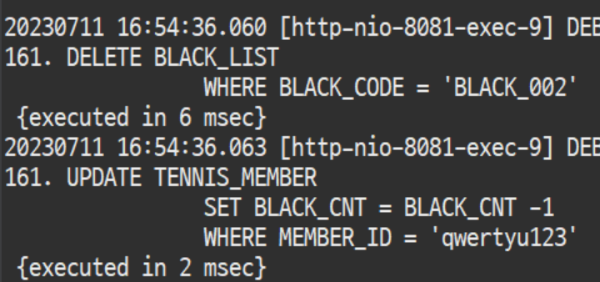 20230711 16:54:36.060 [http-nio-8081-exec-9] DEE
161. DELETE BLACK_LIST
WHERE BLACK_CODE = 'BLACK_002'
{executed in 6 msec}
20230711 16:54:36.063 [http-nio-8081-exec-9] DEE
161. UPDATE TENNIS_MEMBER
SET BLACK_CNT = BLACK_CNT -1
WHERE MEMBER_ID = 'qwertyu123'
{executed in 2 msec}